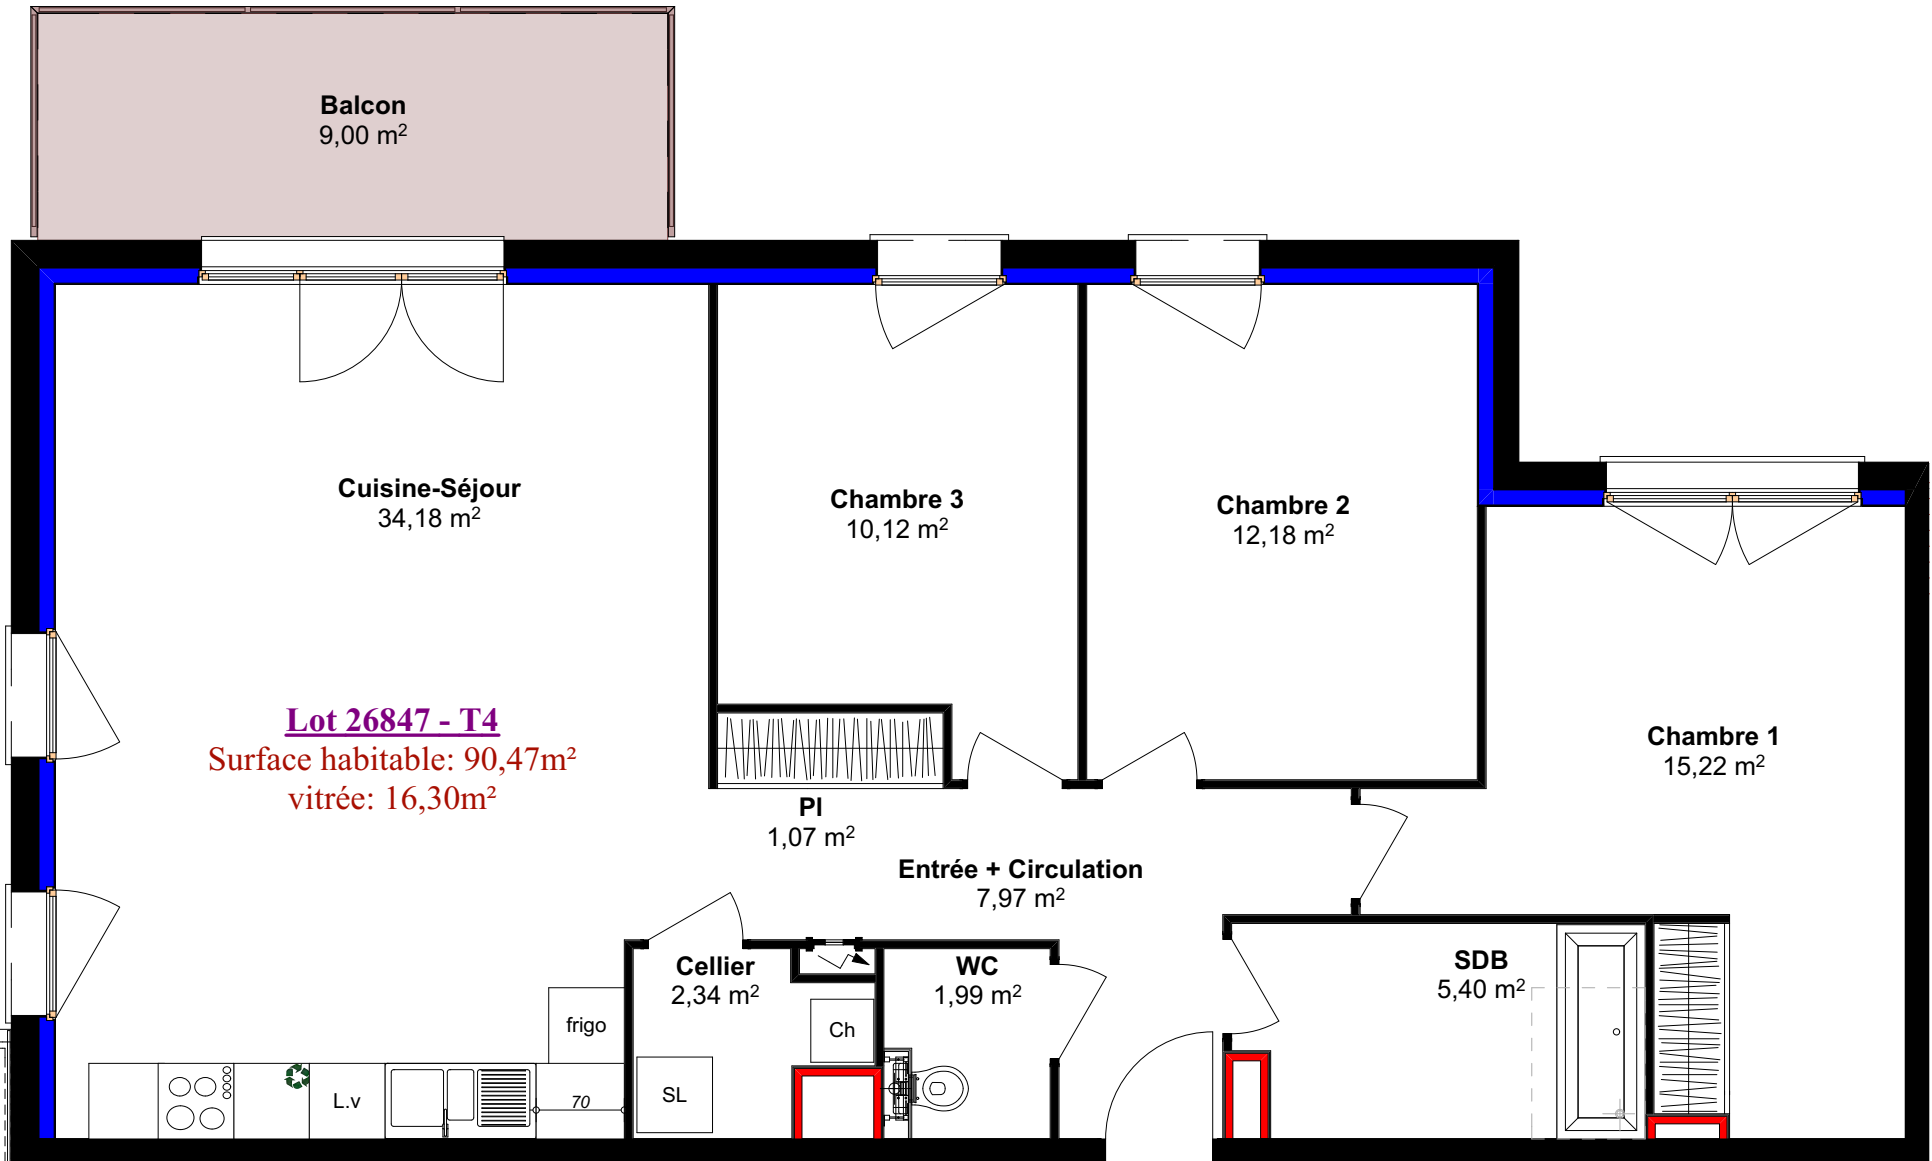 Balcon
9,00 m²
Cuisine-Séjour
34,18 m²
Chambre 3
10,12 m²
Chambre 2
12,18 m²
Lot 26847 - T4
Surface habitable: 90,47m²
vitrée: 16,30m²
Chambre 1
15,22 m²
Pl
1,07 m²
Entrée + Circulation
7,97 m²
Cellier
2,34 m²
WC
1,99 m²
SDB
5,40 m²
frigo
Ch
L.v
70
SL